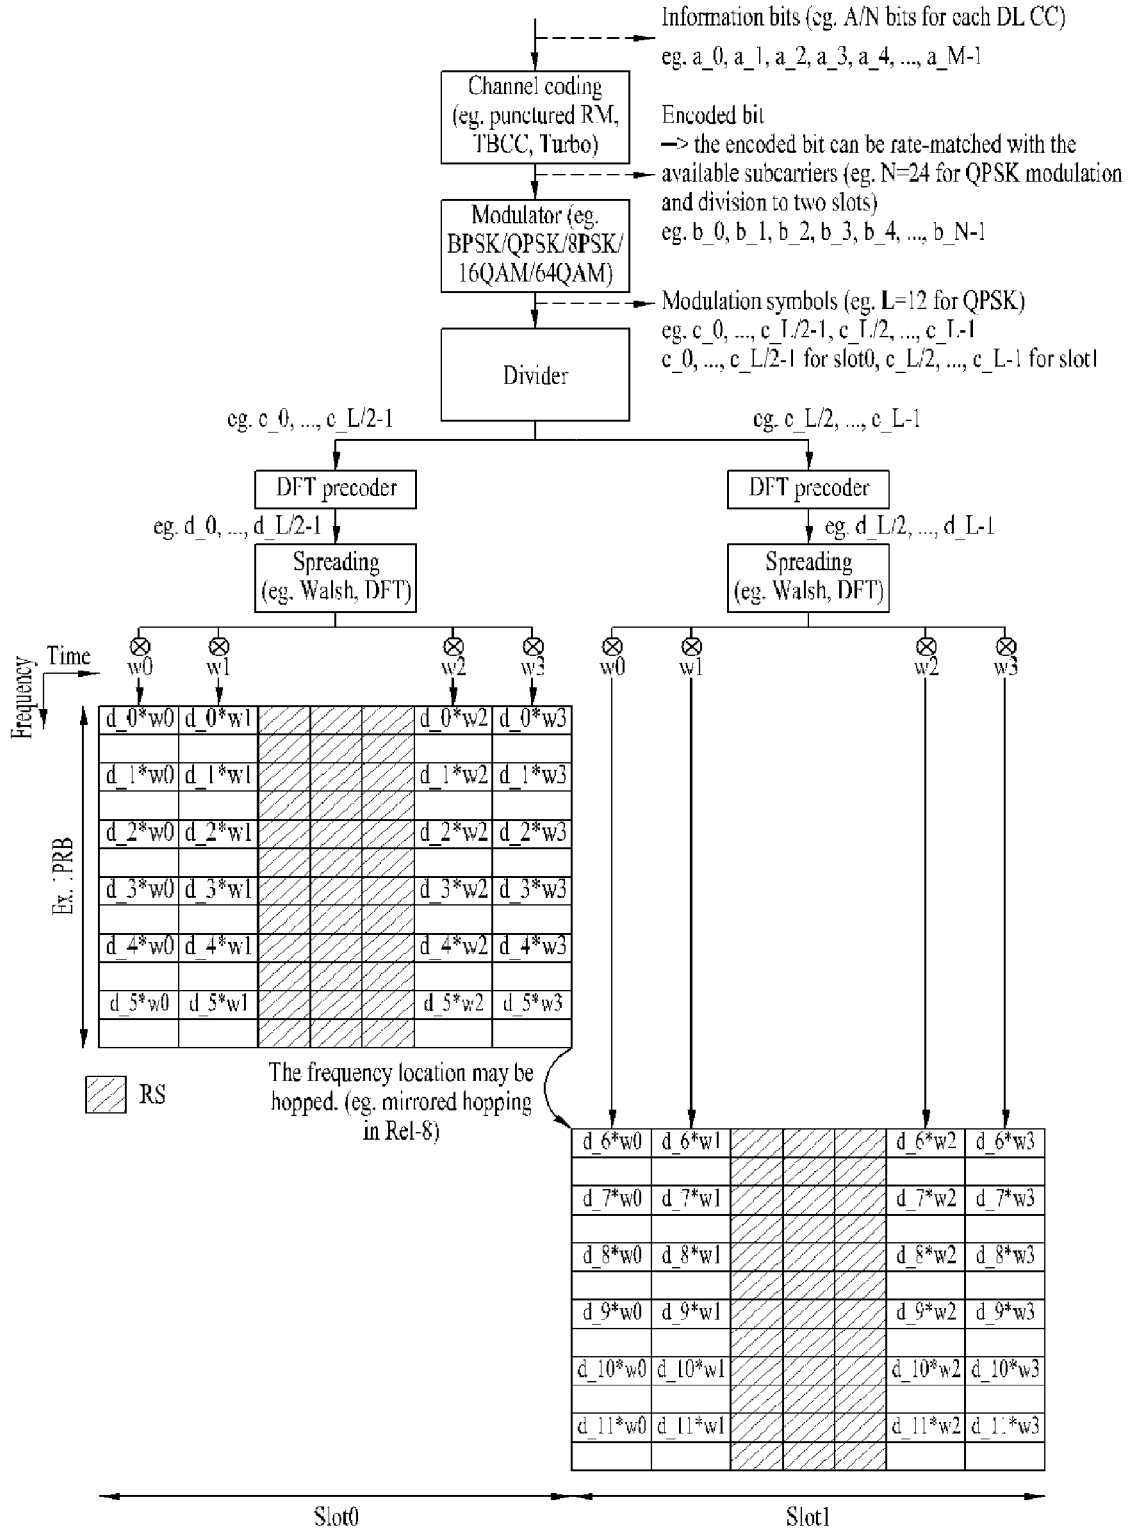 Information bits (eg. A/N bits for each DL CC)
eg. a_0, a_1, a_2, a_3, a_4, ..., a_M-1
Channel coding
(eg. punctured RM,
TBCC, Turbo)
Encoded bit
—> the encoded bit can be rate-matched with the
available subcarriers (eg. N=24 for QPSK modulation
and division to two slots)
eg. b_0, b_1, b_2, b_3, b_4, ..., b_N-1
Modulator (eg.
BPSK/QPSK/8PSK/
16QAM/64QAM)
Modulation symbols (eg. L=12 for QPSK)
eg. c_0, ..., c_L/2-1, c_L/2, ..., c_L-1
c_0, ..., c_L/2-1 for slot0, c_L/2, ..., c_L-1 for slot1
Divider
eg. c_0, ..., c_L/2-1
eg. c_L/2, ..., c_L-1
DFT precoder
DFT precoder
eg. d_0, ..., d_L/2-1
eg. d_L/2, ..., d_L-1
Spreading
(eg. Walsh, DFT)
Spreading
(eg. Walsh, DFT)
Time
Frequency
w0 w1 w2 w3
w0 w1 w2 w3
d_0*w0 d_0*w1 d_0*w2 d_0*w3
d_1*w0 d_1*w1 d_1*w2 d_1*w3
d_2*w0 d_2*w1 d_2*w2 d_2*w3
d_3*w0 d_3*w1 d_3*w2 d_3*w3
d_4*w0 d_4*w1 d_4*w2 d_4*w3
d_5*w0 d_5*w1 d_5*w2 d_5*w3
Ex. 1PRB
RS
The frequency location may be
hopped. (eg. mirrored hopping
in Rel-8)
d_6*w0 d_6*w1 d_6*w2 d_6*w3
d_7*w0 d_7*w1 d_7*w2 d_7*w3
d_8*w0 d_8*w1 d_8*w2 d_8*w3
d_9*w0 d_9*w1 d_9*w2 d_9*w3
d_10*w0 d_10*w1 d_10*w2 d_10*w3
d_11*w0 d_11*w1 d_11*w2 d_11*w3
Slot0
Slot1